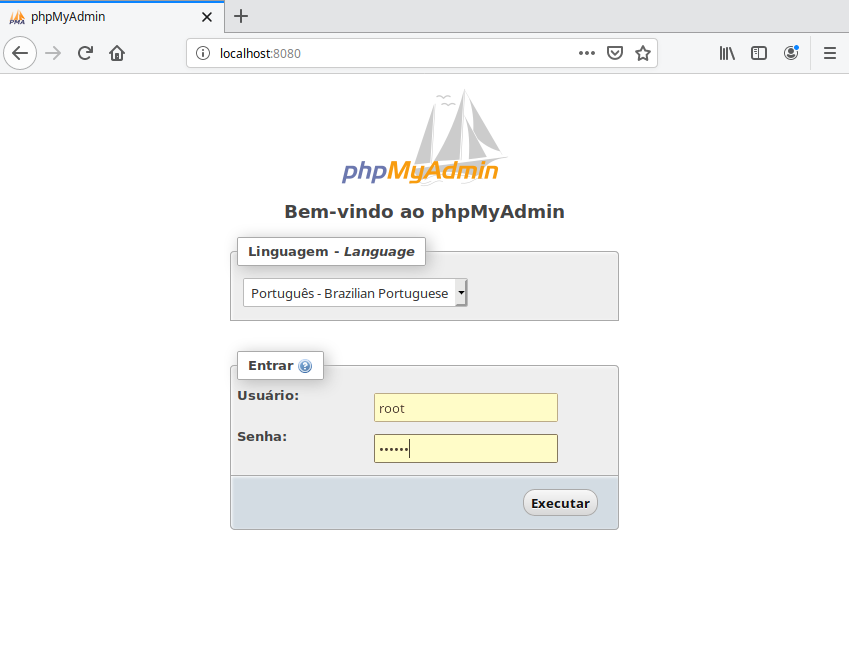 phpMyAdmin
localhost:8080
phpMyAdmin
Bem-vindo ao phpMyAdmin
Linguagem - Language
Português - Brazilian Portuguese
Entrar
Usuário:
root
Senha:
••••••
Executar